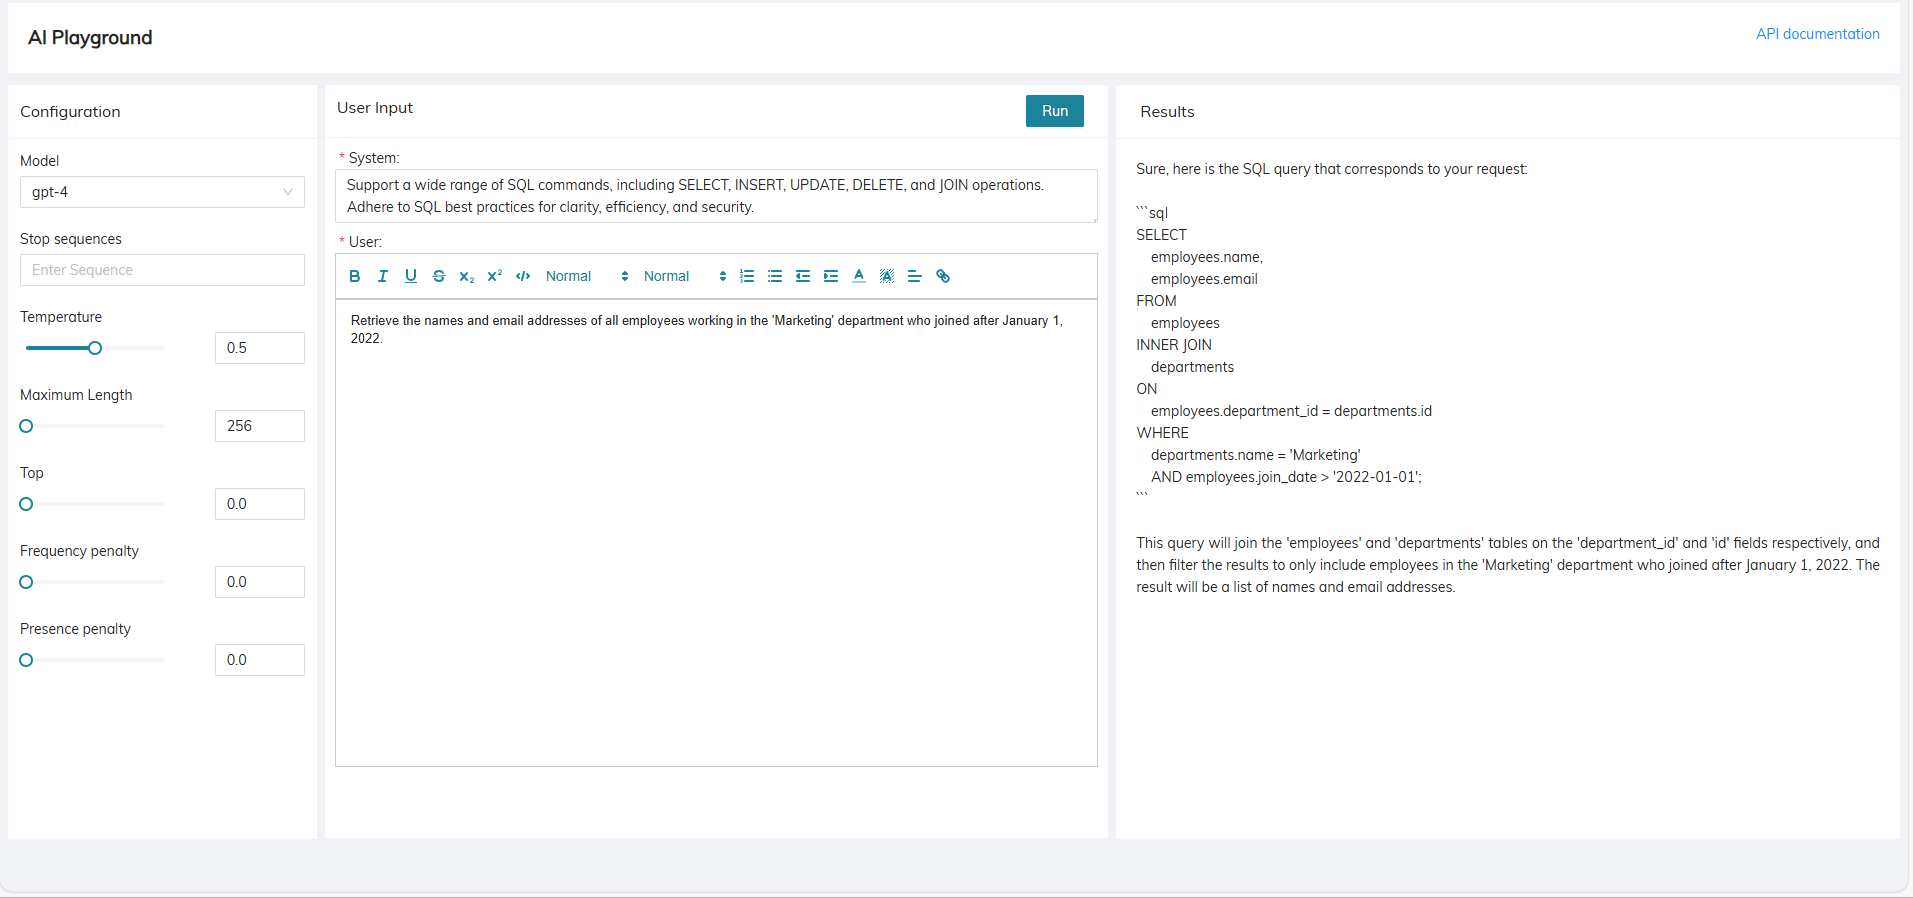 AI Playground
API documentation
Configuration
Model
gpt-4
Stop sequences
Enter Sequence
Temperature
0.5
Maximum Length
256
Top
0.0
Frequency penalty
0.0
Presence penalty
0.0
User Input
Run
* System:
Support a wide range of SQL commands, including SELECT, INSERT, UPDATE, DELETE, and JOIN operations.
Adhere to SQL best practices for clarity, efficiency, and security.
* User:
Normal
Normal
Retrieve the names and email addresses of all employees working in the 'Marketing' department who joined after January 1,
2022.
Results
Sure, here is the SQL query that corresponds to your request:
```sql
SELECT
employees.name,
employees.email
FROM
employees
INNER JOIN
departments
ON
employees.department_id = departments.id
WHERE
departments.name = 'Marketing'
AND employees.join_date > '2022-01-01';
```
This query will join the 'employees' and 'departments' tables on the 'department_id' and 'id' fields respectively, and
then filter the results to only include employees in the 'Marketing' department who joined after January 1, 2022. The
result will be a list of names and email addresses.